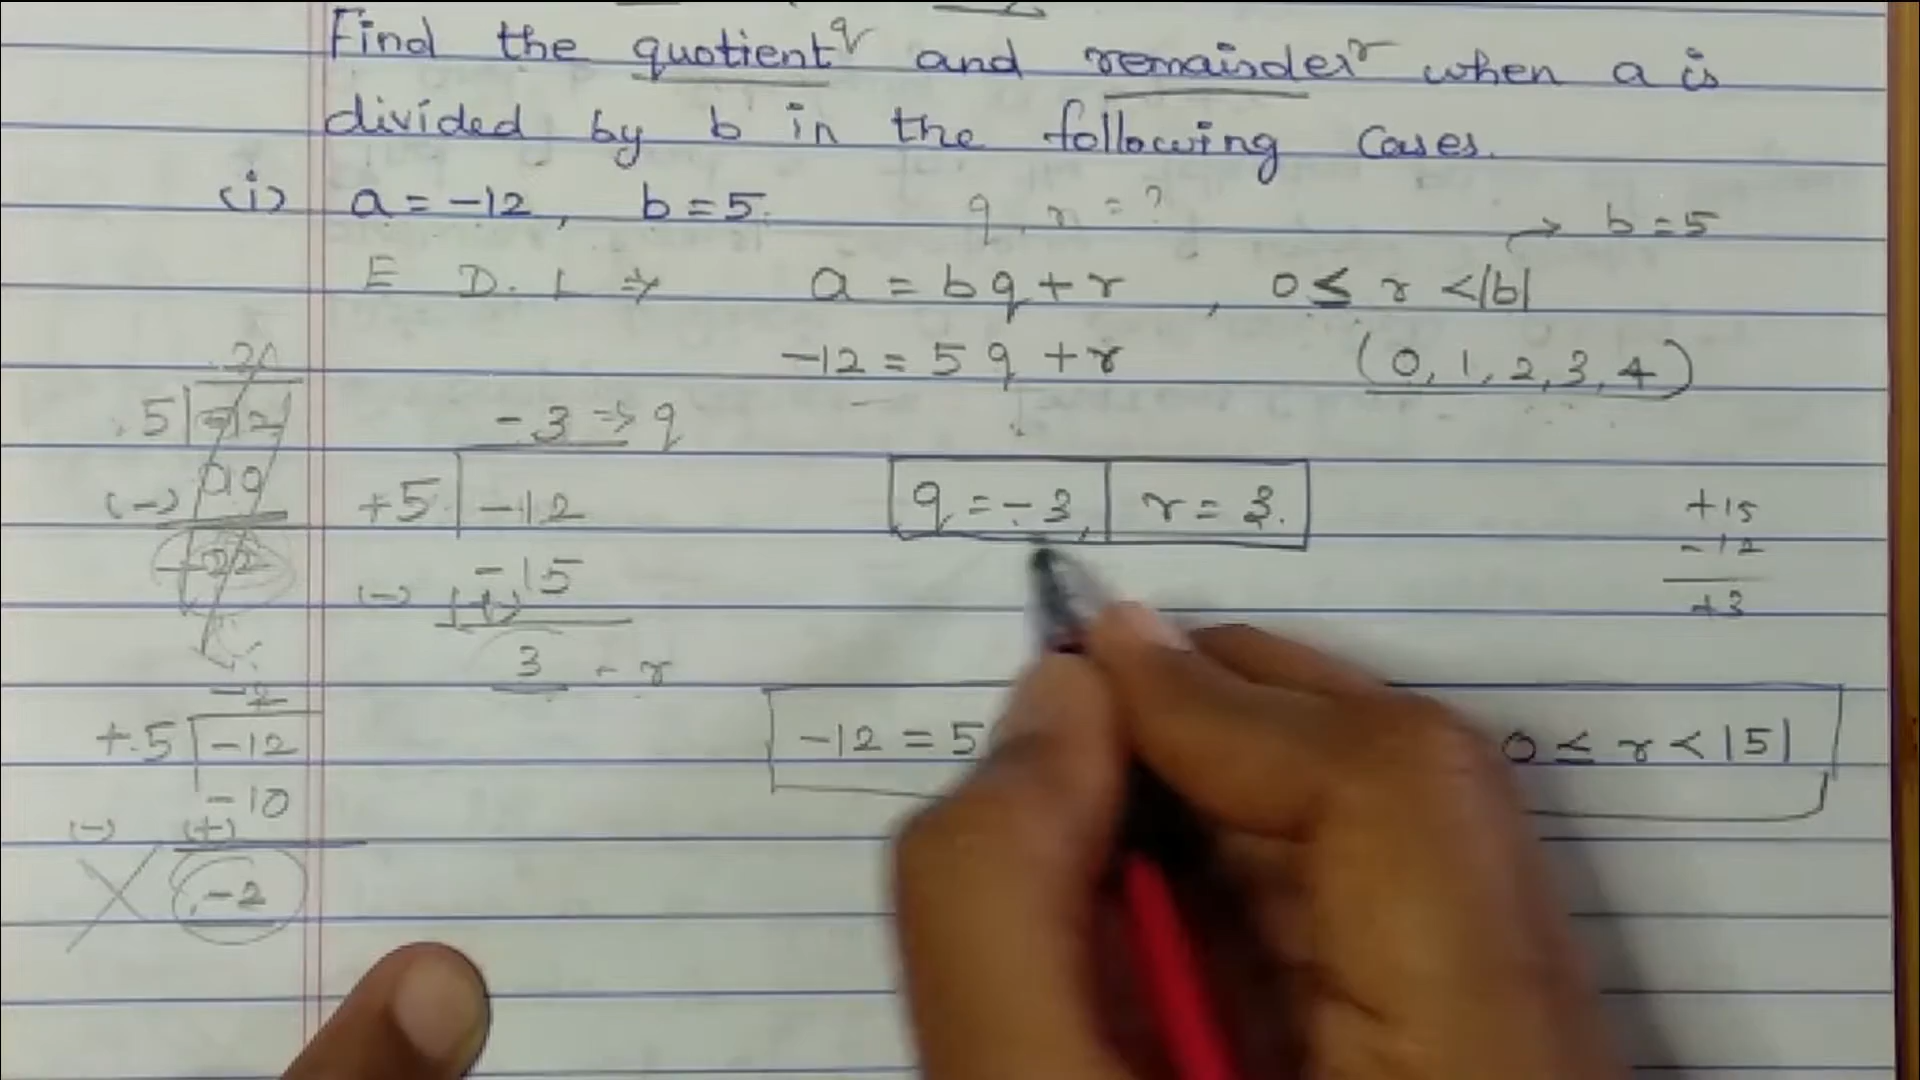 Find the quotient q and remainder r when a is
divided by b in the following cases.
(i) a = -12, b = 5. q, r = ?
→ b = 5
E D. L ⇒ a = bq + r , 0 ≤ r < |b|
-12 = 5 q + r (0, 1, 2, 3, 4)
-3 ⇒ q
5
+5 -12
(-) -15
(+)
3 - r
q = -3, r = 3.
+15
-12
+3
-2
+5 -12
-10
(-) (+)
-2
-12 = 5
0 ≤ r < |5|